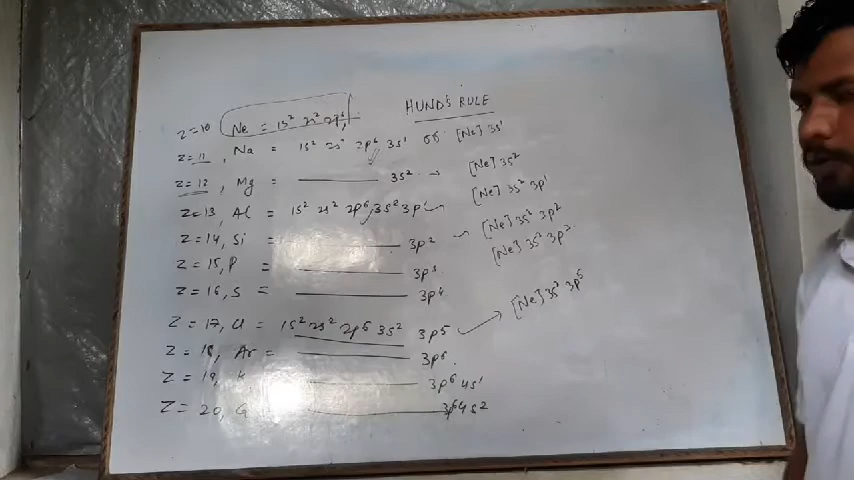 HUND'S RULE
Z=10 Ne = 1s² 2s² 2p⁶
Z=11, Na = 1s² 2s² 2p⁶ 3s¹ or [Ne] 3s¹
Z=12, Mg = 3s² → [Ne] 3s²
Z=13, Al = 1s² 2s² 2p⁶ 3s² 3p¹ [Ne] 3s² 3p¹
Z=14, Si = 3p² → [Ne] 3s² 3p²
Z=15, P = 3p³ [Ne] 3s² 3p³
Z=16, S = 3p⁴
Z=17, Cl = 1s² 2s² 2p⁶ 3s² 3p⁵ → [Ne] 3s² 3p⁵
Z=18, Ar = 3p⁶
Z=19, K 3p⁶ 4s¹
Z=20, 3p⁶ 4s²